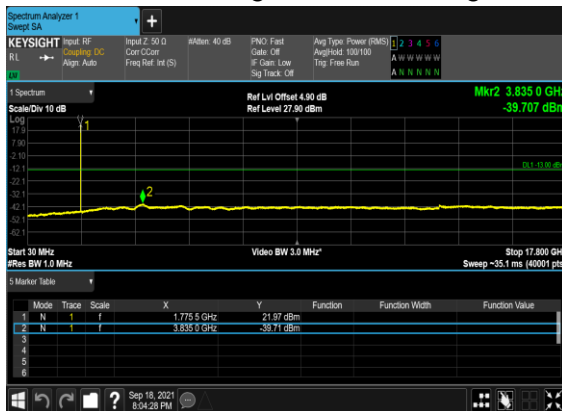 Spectrum Analyzer 1
Swept SA
+
KEYSIGHT
RL
Input: RF
Coupling: DC
Align: Auto
Input Z: 50 Ω
Corr CCorr
Freq Ref: Int (S)
#Atten: 40 dB
PNO: Fast
Gate: Off
IF Gain: Low
Sig Track: Off
Avg Type: Power (RMS)
Avg|Hold: 100/100
Trig: Free Run
1 2 3 4 5 6
A W W W W W
A N N N N N
1 Spectrum
Scale/Div 10 dB
Ref Lvl Offset 4.90 dB
Ref Level 27.90 dBm
Mkr2 3.835 0 GHz
-39.707 dBm
Log
17.9
7.90
-2.10
-12.1
-22.1
-32.1
-42.1
-52.1
-62.1
1
2
DL1 -13.00 dBm
Start 30 MHz
#Res BW 1.0 MHz
Video BW 3.0 MHz*
Stop 17.800 GHz
Sweep ~35.1 ms (40001 pts)
5 Marker Table
Mode Trace Scale X Y Function Function Width Function Value
1 N 1 f 1.775 5 GHz 21.97 dBm
2 N 1 f 3.835 0 GHz -39.71 dBm
3
4
5
6
?
Sep 18, 2021
8:04:28 PM